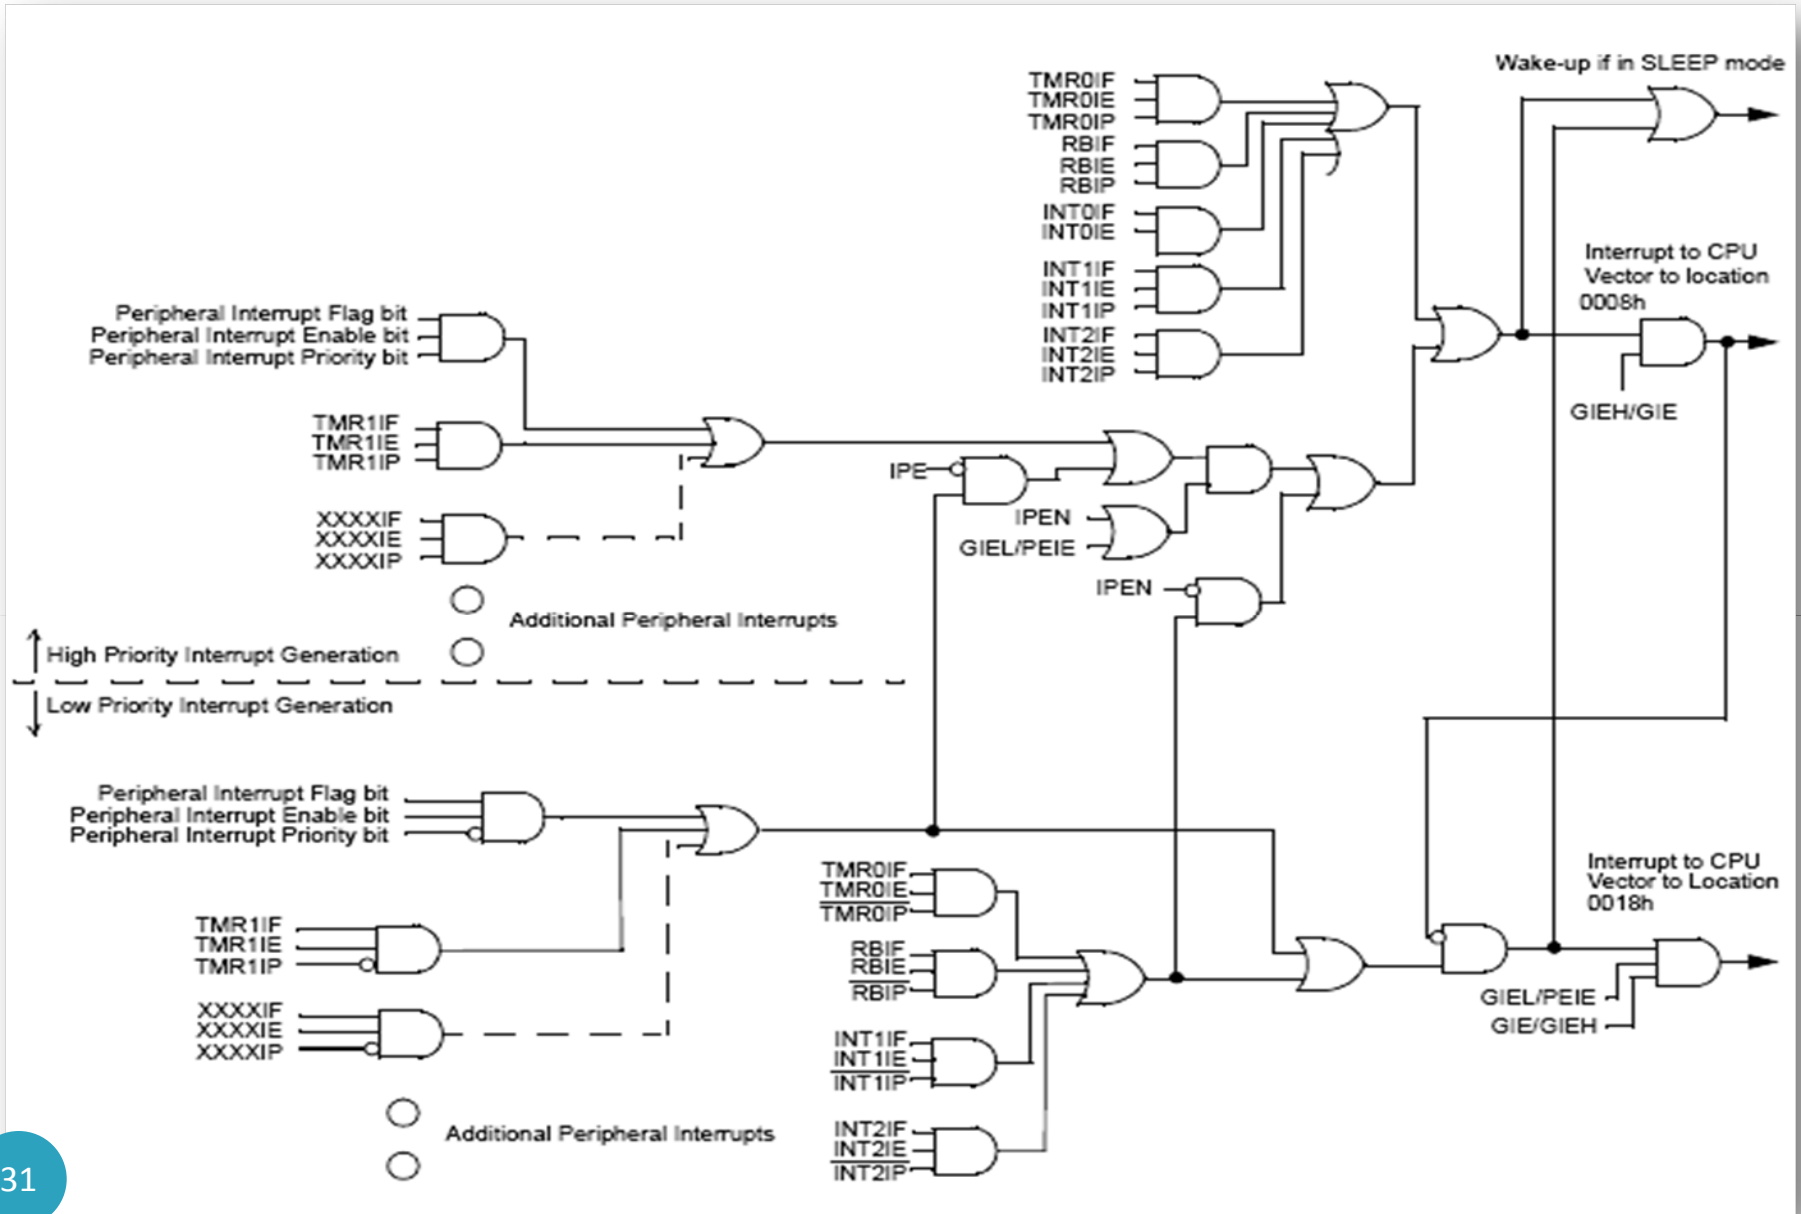 Wake-up if in SLEEP mode
TMR0IF
TMR0IE
TMR0IP
RBIF
RBIE
RBIP
INT0IF
INT0IE
INT1IF
INT1IE
INT1IP
INT2IF
INT2IE
INT2IP
Interrupt to CPU
Vector to location
0008h
GIEH/GIE
Peripheral Interrupt Flag bit
Peripheral Interrupt Enable bit
Peripheral Interrupt Priority bit
TMR1IF
TMR1IE
TMR1IP
XXXXIF
XXXXIE
XXXXIP
IPE
IPEN
GIEL/PEIE
IPEN
Additional Peripheral Interrupts
High Priority Interrupt Generation
Low Priority Interrupt Generation
Peripheral Interrupt Flag bit
Peripheral Interrupt Enable bit
Peripheral Interrupt Priority bit
TMR1IF
TMR1IE
TMR1IP
XXXXIF
XXXXIE
XXXXIP
Additional Peripheral Interrupts
TMR0IF
TMR0IE
TMR0IP
RBIF
RBIE
RBIP
INT1IF
INT1IE
INT1IP
INT2IF
INT2IE
INT2IP
Interrupt to CPU
Vector to Location
0018h
GIEL/PEIE
GIE/GIEH
31